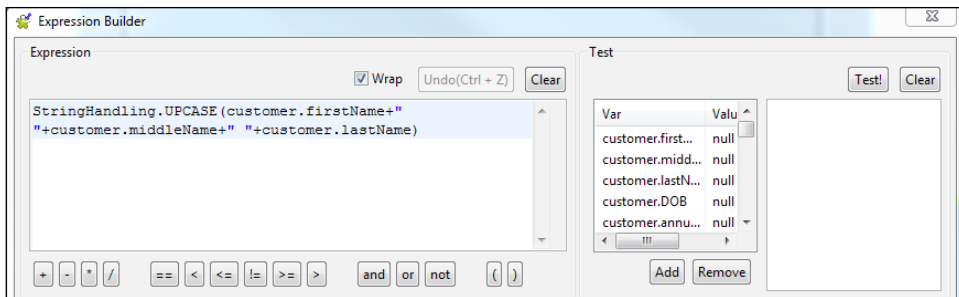 Expression Builder
Expression
Wrap Undo(Ctrl + Z) Clear
StringHandling.UPCASE(customer.firstName+"
"+customer.middleName+" "+customer.lastName)
+ - * / == < <= != >= > and or not ( )
Test
Test! Clear
Var Valu
customer.first... null
customer.midd... null
customer.lastN... null
customer.DOB null
customer.annu... null
Add Remove